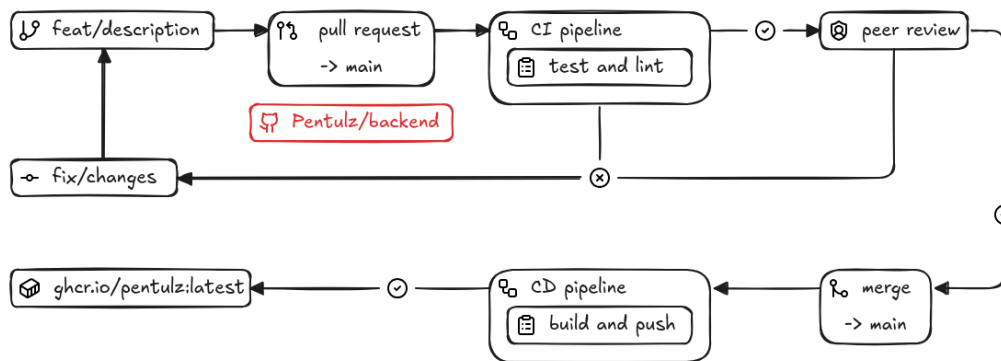 feat/description
pull request
-> main
CI pipeline
test and lint
peer review
Pentulz/backend
fix/changes
ghcr.io/pentulz:latest
CD pipeline
build and push
merge
-> main